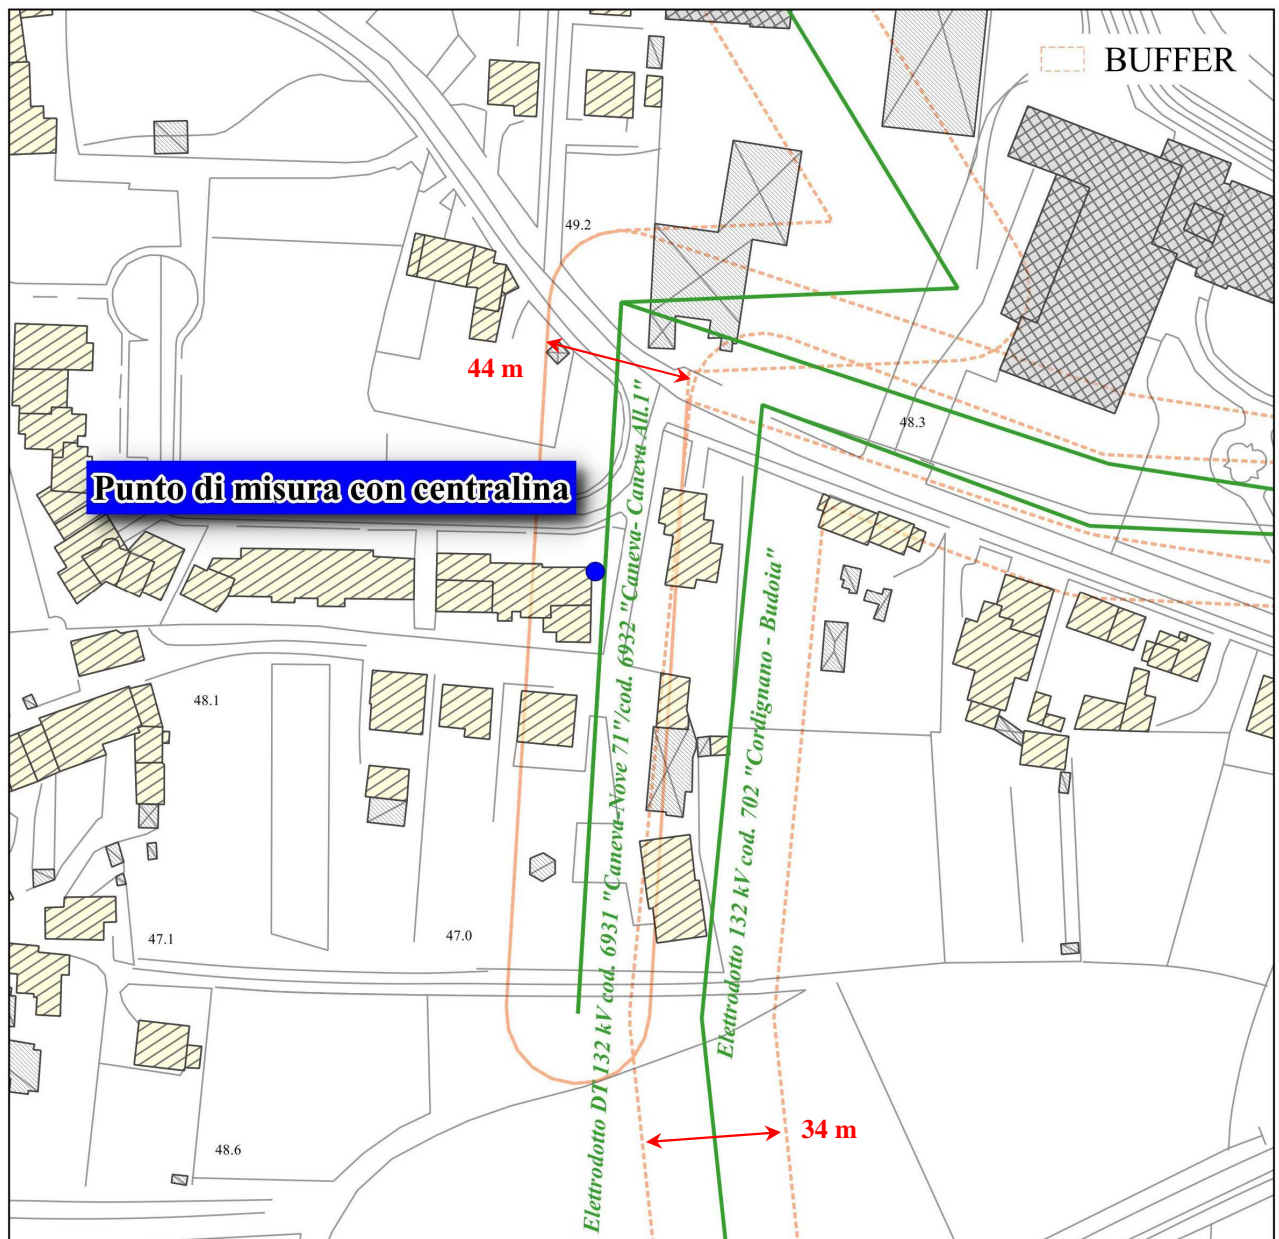 BUFFER
49.2
44 m
48.3
Punto di misura con centralina
Elettrodotto DT 132 kV cod. 6931 "Caneva-Nove 71"/cod. 6932 "Caneva- Caneva All.1"
Elettrodotto 132 kV cod. 702 "Cordignano - Budoia"
48.1
47.1
47.0
34 m
48.6